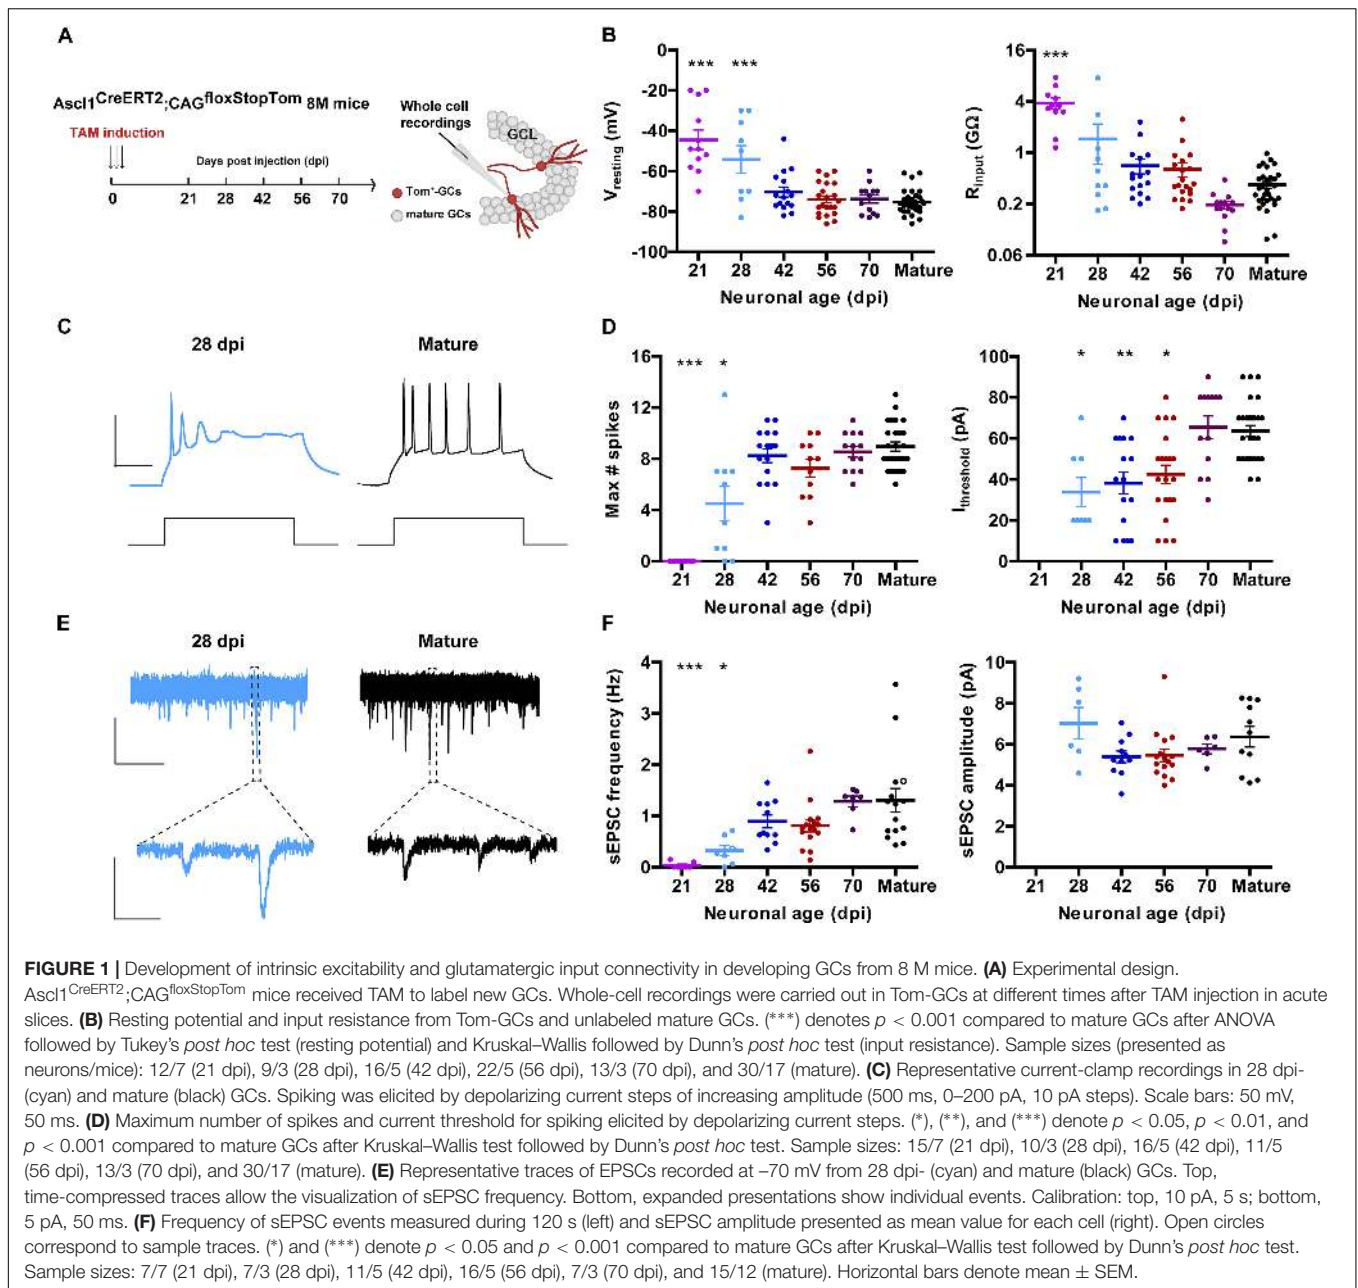 A
Ascl1CreERT2;CAGfloxStopTom 8M mice
TAM induction
Days post injection (dpi)
0 21 28 42 56 70
Whole cell
recordings
GCL
Tom+-GCs
mature GCs
B
Vresting (mV)
0
-20
-40
-60
-80
-100
*** ***
21 28 42 56 70 Mature
Neuronal age (dpi)
Rinput (GΩ)
16
4
1
0.2
0.06
***
21 28 42 56 70 Mature
Neuronal age (dpi)
C
28 dpi
Mature
D
Max # spikes
16
12
8
4
0
*** *
21 28 42 56 70 Mature
Neuronal age (dpi)
Ithreshold (pA)
100
80
60
40
20
0
* ** *
21 28 42 56 70 Mature
Neuronal age (dpi)
E
28 dpi
Mature
F
sEPSC frequency (Hz)
4
3
2
1
0
*** *
21 28 42 56 70 Mature
Neuronal age (dpi)
sEPSC amplitude (pA)
10
8
6
4
2
0
21 28 42 56 70 Mature
Neuronal age (dpi)
FIGURE 1 | Development of intrinsic excitability and glutamatergic input connectivity in developing GCs from 8 M mice. (A) Experimental design.
Ascl1CreERT2;CAGfloxStopTom mice received TAM to label new GCs. Whole-cell recordings were carried out in Tom-GCs at different times after TAM injection in acute
slices. (B) Resting potential and input resistance from Tom-GCs and unlabeled mature GCs. (***) denotes p < 0.001 compared to mature GCs after ANOVA
followed by Tukey's post hoc test (resting potential) and Kruskal–Wallis followed by Dunn's post hoc test (input resistance). Sample sizes (presented as
neurons/mice): 12/7 (21 dpi), 9/3 (28 dpi), 16/5 (42 dpi), 22/5 (56 dpi), 13/3 (70 dpi), and 30/17 (mature). (C) Representative current-clamp recordings in 28 dpi-
(cyan) and mature (black) GCs. Spiking was elicited by depolarizing current steps of increasing amplitude (500 ms, 0–200 pA, 10 pA steps). Scale bars: 50 mV,
50 ms. (D) Maximum number of spikes and current threshold for spiking elicited by depolarizing current steps. (*), (**), and (***) denote p < 0.05, p < 0.01, and
p < 0.001 compared to mature GCs after Kruskal–Wallis test followed by Dunn's post hoc test. Sample sizes: 15/7 (21 dpi), 10/3 (28 dpi), 16/5 (42 dpi), 11/5
(56 dpi), 13/3 (70 dpi), and 30/17 (mature). (E) Representative traces of EPSCs recorded at –70 mV from 28 dpi- (cyan) and mature (black) GCs. Top,
time-compressed traces allow the visualization of sEPSC frequency. Bottom, expanded presentations show individual events. Calibration: top, 10 pA, 5 s; bottom,
5 pA, 50 ms. (F) Frequency of sEPSC events measured during 120 s (left) and sEPSC amplitude presented as mean value for each cell (right). Open circles
correspond to sample traces. (*) and (***) denote p < 0.05 and p < 0.001 compared to mature GCs after Kruskal–Wallis test followed by Dunn's post hoc test.
Sample sizes: 7/7 (21 dpi), 7/3 (28 dpi), 11/5 (42 dpi), 16/5 (56 dpi), 7/3 (70 dpi), and 15/12 (mature). Horizontal bars denote mean ± SEM.